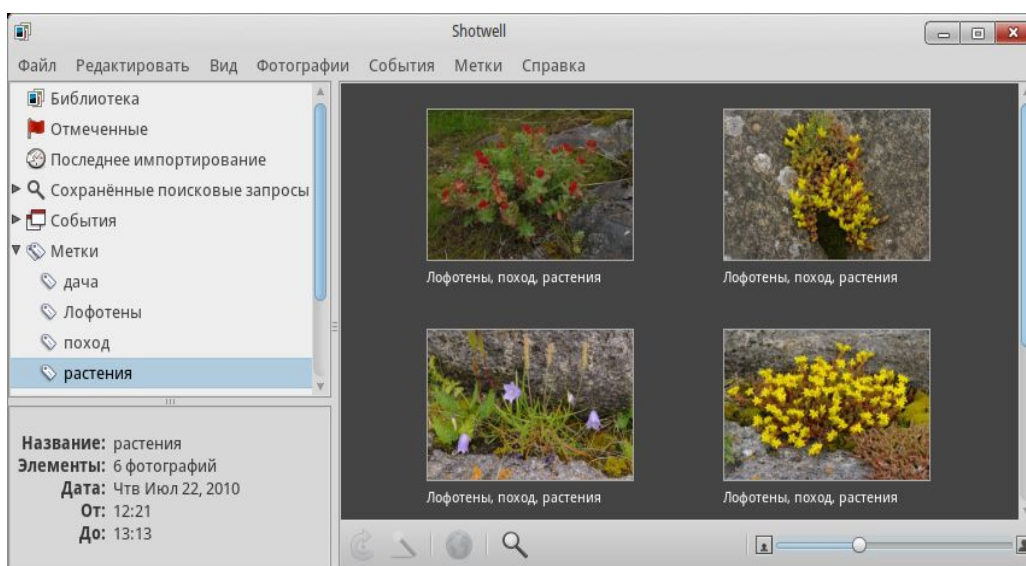 Shotwell
Файл Редактировать Вид Фотографии События Метки Справка
Библиотека
Отмеченные
Последнее импортирование
Сохранённые поисковые запросы
События
Метки
дача
Лофотены
поход
растения
Название: растения
Элементы: 6 фотографий
Дата: Чтв Июл 22, 2010
От: 12:21
До: 13:13
Лофотены, поход, растения
Лофотены, поход, растения
Лофотены, поход, растения
Лофотены, поход, растения